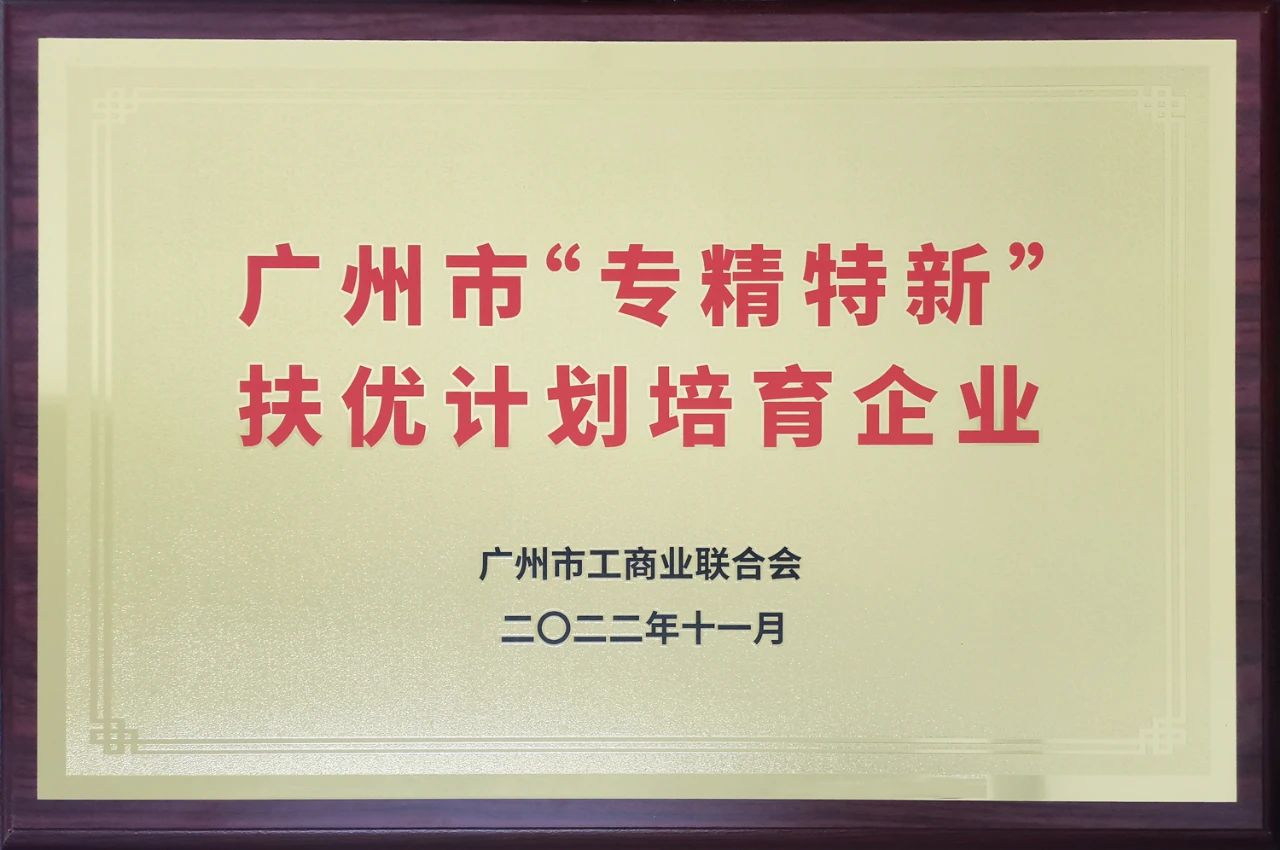 广州市“专精特新”
扶优计划培育企业
广州市工商业联合会
二〇二二年十一月